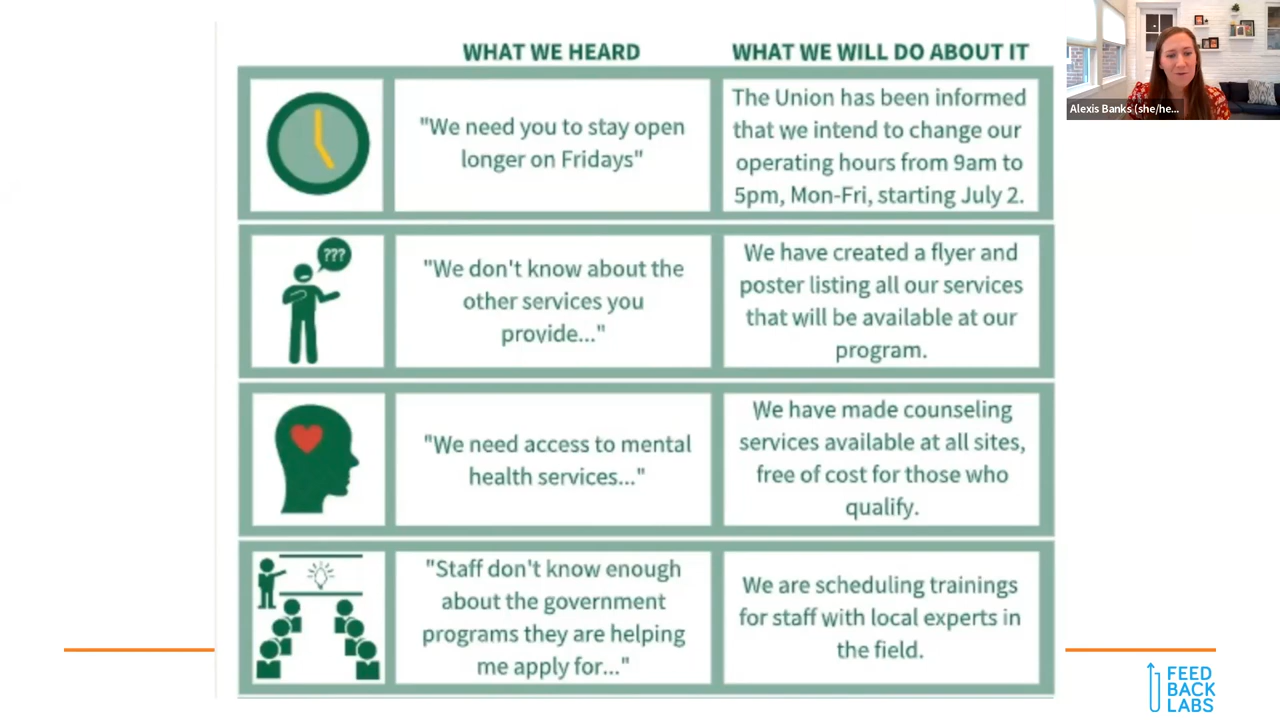 WHAT WE HEARD
WHAT WE WILL DO ABOUT IT
"We need you to stay open
longer on Fridays"
The Union has been informed
that we intend to change our
operating hours from 9am to
5pm, Mon-Fri, starting July 2.
???
"We don't know about the
other services you
provide..."
We have created a flyer and
poster listing all our services
that will be available at our
program.
"We need access to mental
health services..."
We have made counseling
services available at all sites,
free of cost for those who
qualify.
"Staff don't know enough
about the government
programs they are helping
me apply for..."
We are scheduling trainings
for staff with local experts in
the field.
Alexis Banks (she/he...
FEED
BACK
LABS